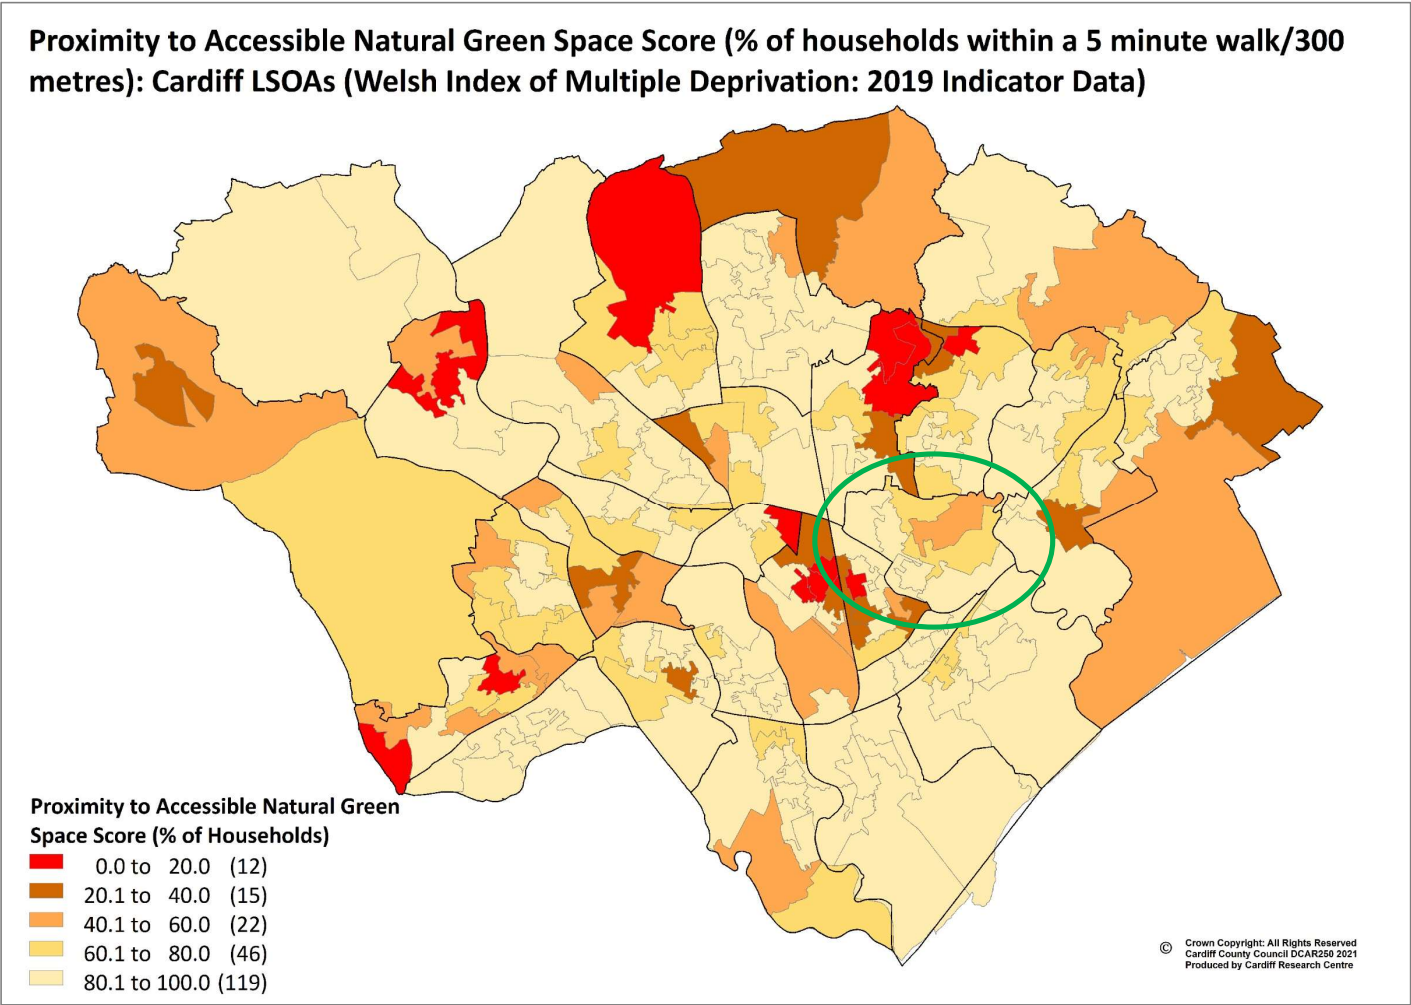 Proximity to Accessible Natural Green Space Score (% of households within a 5 minute walk/300
metres): Cardiff LSOAs (Welsh Index of Multiple Deprivation: 2019 Indicator Data)
Proximity to Accessible Natural Green
Space Score (% of Households)
0.0 to 20.0 (12)
20.1 to 40.0 (15)
40.1 to 60.0 (22)
60.1 to 80.0 (46)
80.1 to 100.0 (119)
© Crown Copyright: All Rights Reserved
Cardiff County Council DCAR250 2021
Produced by Cardiff Research Centre